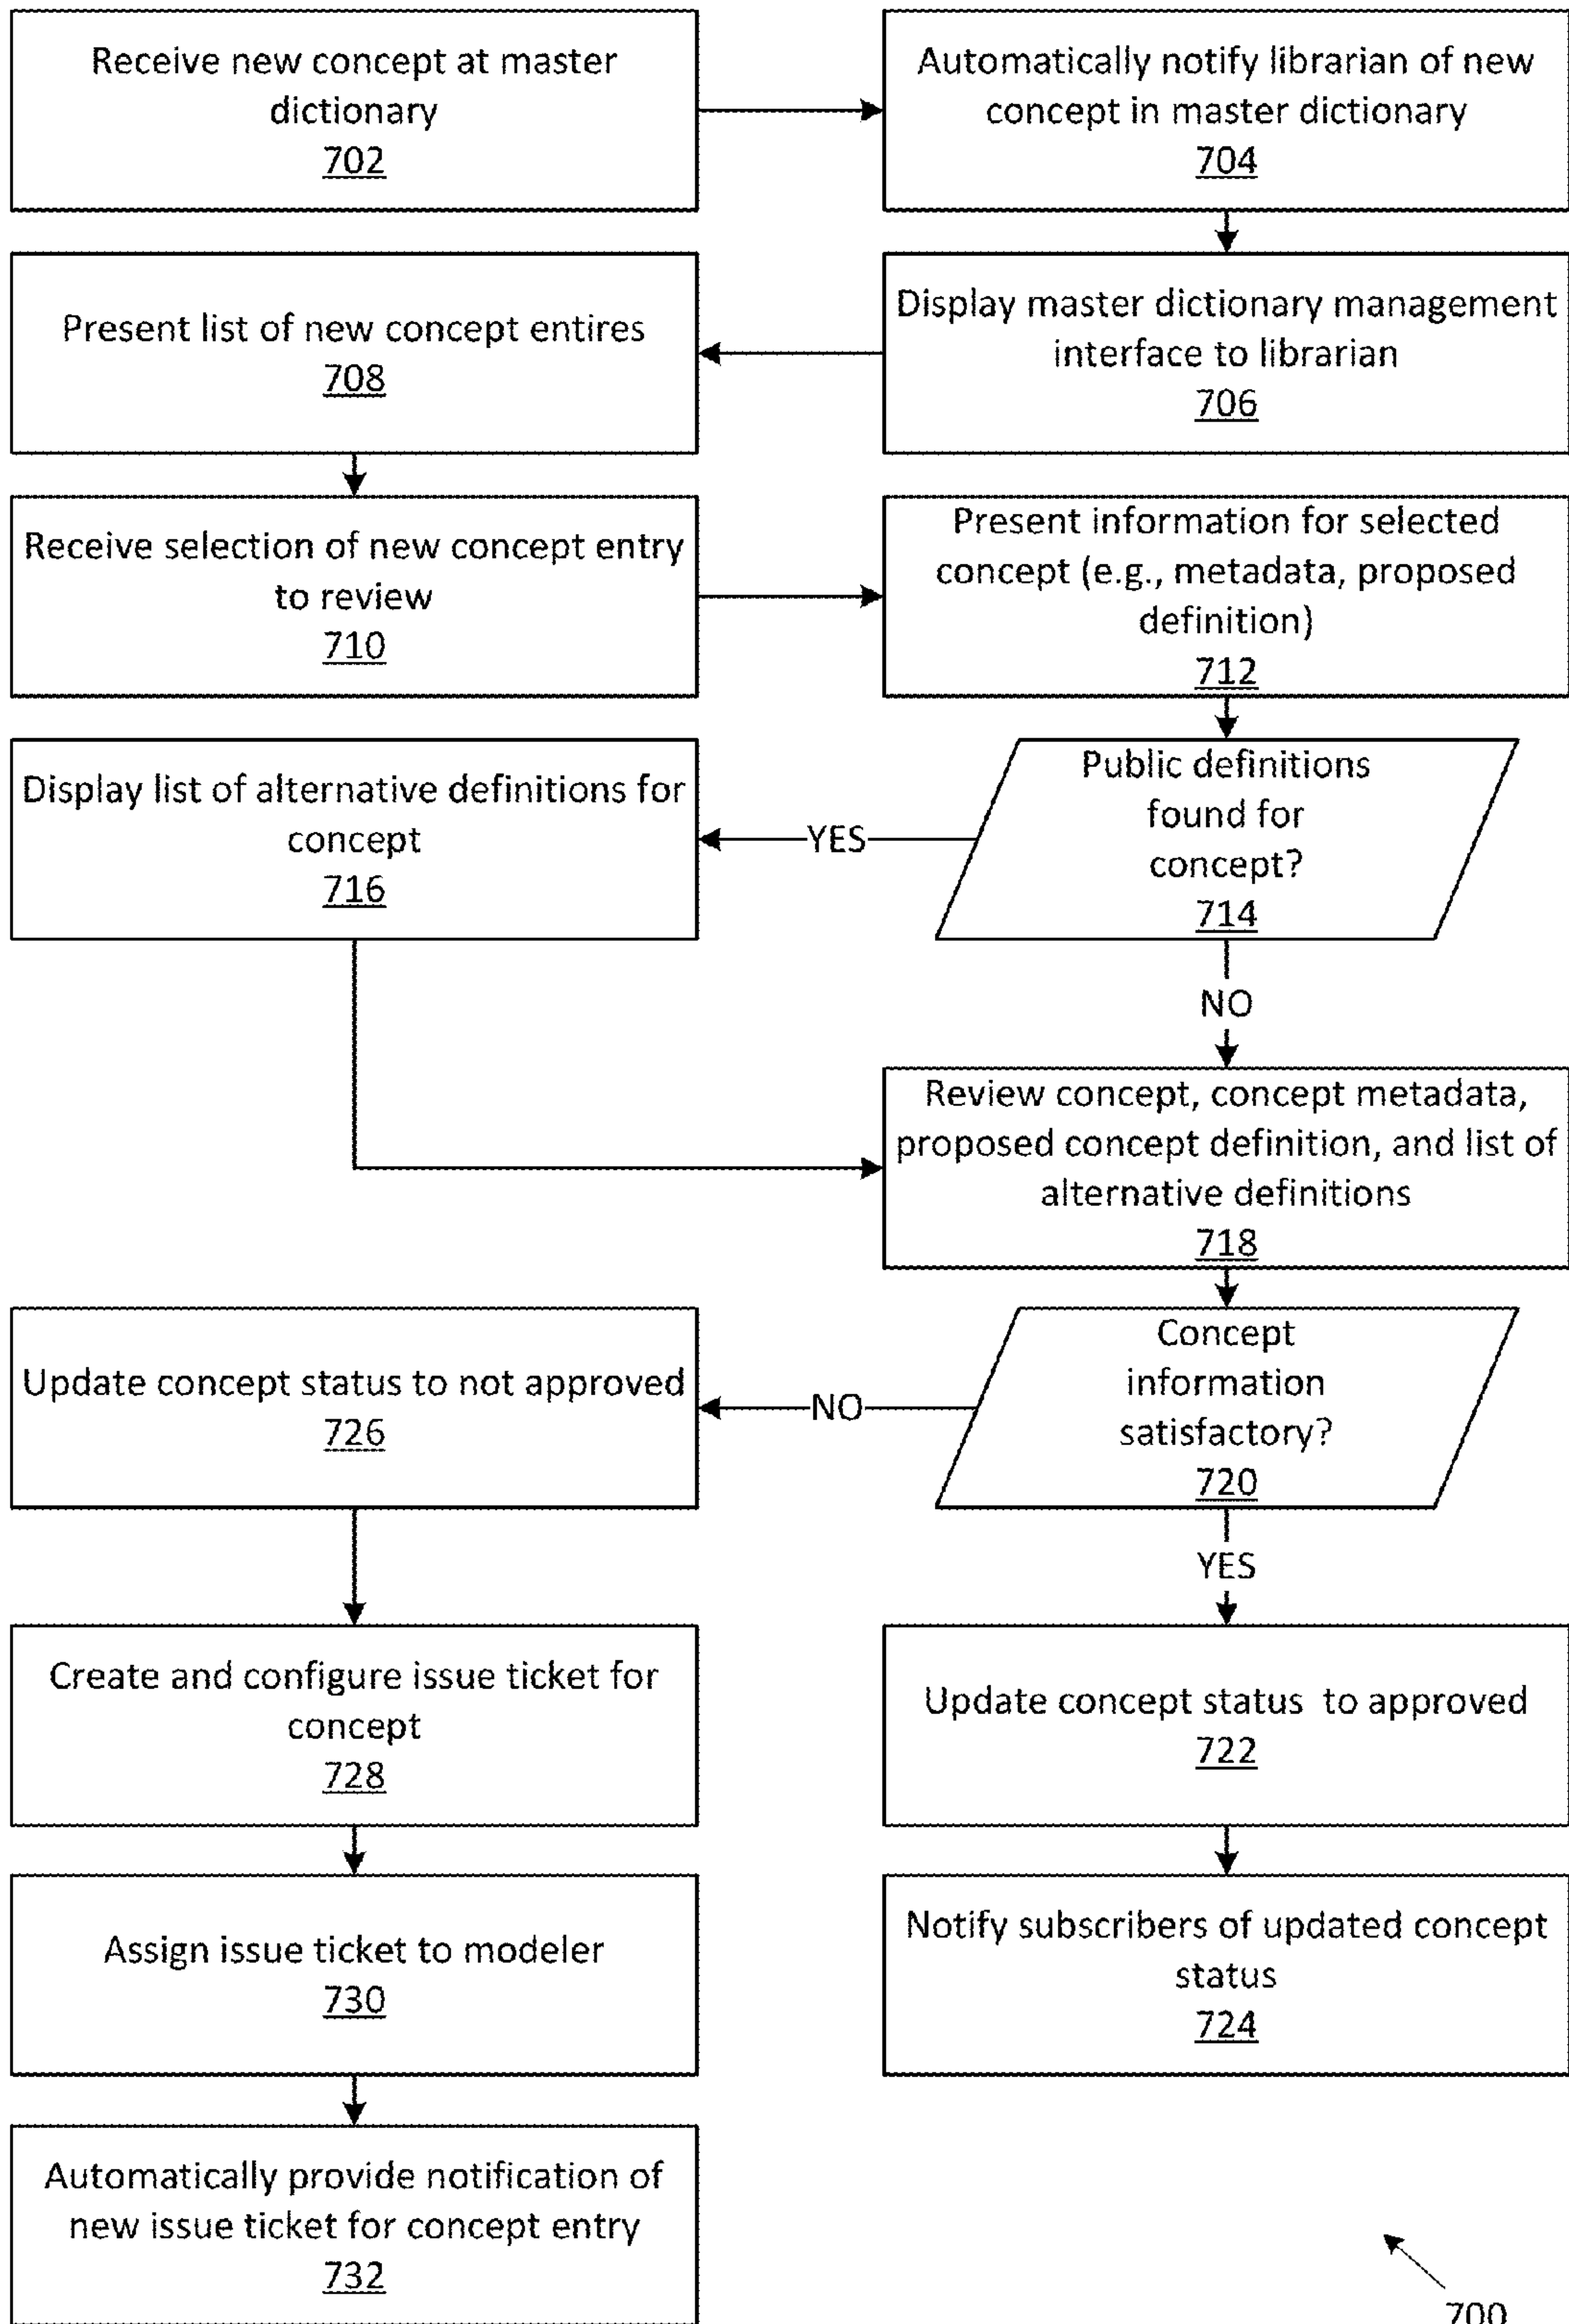 Receive new concept at master
dictionary
702
Automatically notify librarian of new
concept in master dictionary
704
Display master dictionary management
interface to librarian
706
Present list of new concept entires
708
Receive selection of new concept entry
to review
710
Present information for selected
concept (e.g., metadata, proposed
definition)
712
Public definitions
found for
concept?
714
YES
Display list of alternative definitions for
concept
716
NO
Review concept, concept metadata,
proposed concept definition, and list of
alternative definitions
718
Concept
information
satisfactory?
720
YES
Update concept status to approved
722
Notify subscribers of updated concept
status
724
NO
Update concept status to not approved
726
Create and configure issue ticket for
concept
728
Assign issue ticket to modeler
730
Automatically provide notification of
new issue ticket for concept entry
732
700